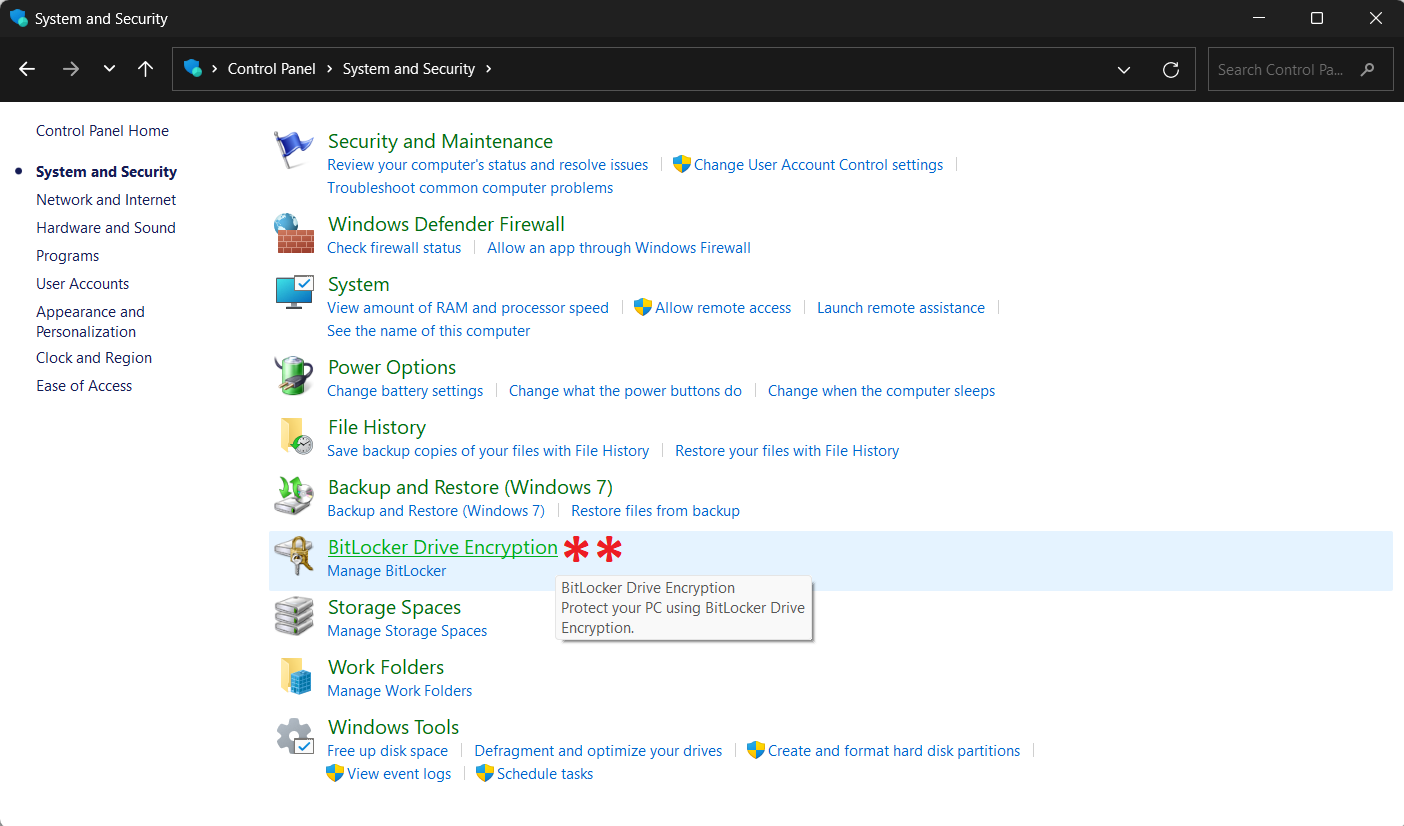 System and Security
Control Panel > System and Security >
Search Control Pa...
Control Panel Home
System and Security
Network and Internet
Hardware and Sound
Programs
User Accounts
Appearance and
Personalization
Clock and Region
Ease of Access
Security and Maintenance
Review your computer's status and resolve issues | Change User Account Control settings |
Troubleshoot common computer problems
Windows Defender Firewall
Check firewall status | Allow an app through Windows Firewall
System
View amount of RAM and processor speed | Allow remote access | Launch remote assistance |
See the name of this computer
Power Options
Change battery settings | Change what the power buttons do | Change when the computer sleeps
File History
Save backup copies of your files with File History | Restore your files with File History
Backup and Restore (Windows 7)
Backup and Restore (Windows 7) | Restore files from backup
BitLocker Drive Encryption **
Manage BitLocker
BitLocker Drive Encryption
Protect your PC using BitLocker Drive
Encryption.
Storage Spaces
Manage Storage Spaces
Work Folders
Manage Work Folders
Windows Tools
Free up disk space | Defragment and optimize your drives | Create and format hard disk partitions |
View event logs | Schedule tasks